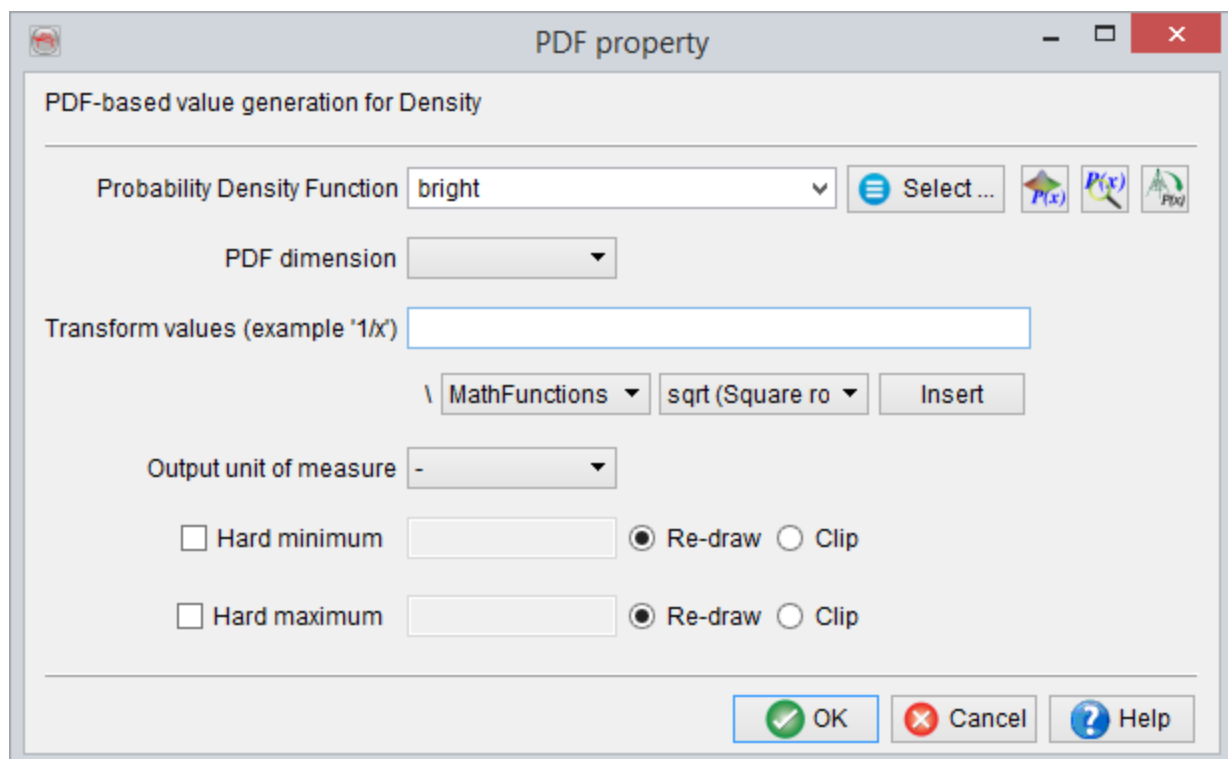 PDF property
PDF-based value generation for Density
Probability Density Function bright Select ... P(x) P(x) P(x)
PDF dimension
Transform values (example '1/x')
\ MathFunctions sqrt (Square ro Insert
Output unit of measure -
Hard minimum Re-draw Clip
Hard maximum Re-draw Clip
OK Cancel Help